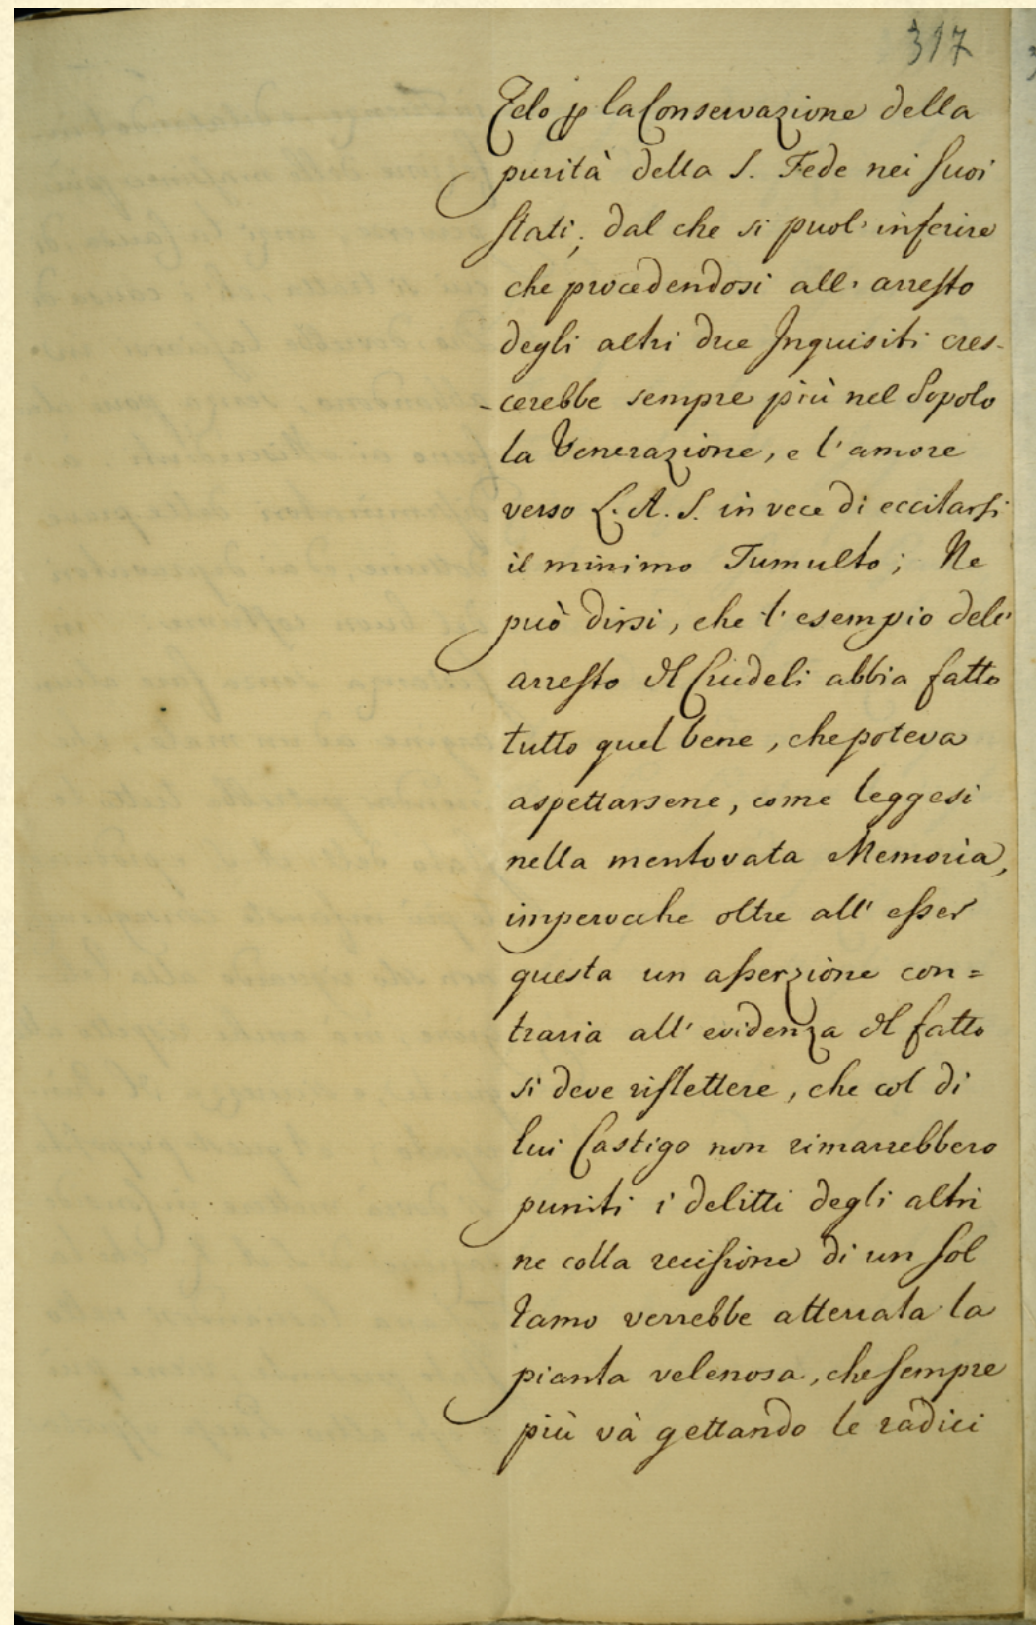 317
Zelo p la Conservazione della
purità della S. Fede nei suoi
stati; dal che si puol' inferire
che procedendosi all' arresto
degli altri due Inquisiti cres-
-cerebbe sempre più nel Popolo
la Venerazione, e l'amore
verso L. A. S. in vece di eccitarsi
il minimo Tumulto; Ne
può dirsi, che l'esempio dell'
arresto del Crudeli abbia fatto
tutto quel bene, che poteva
aspettarsene, come leggesi
nella mentovata Memoria,
imperocche oltre all' esser
questa un asserzione con=
traria all' evidenza del fatto
si deve riflettere, che col di
lui Castigo non rimarrebbero
puniti i delitti degli altri
ne colla recisione di un sol
Ramo verrebbe atterrata la
pianta velenosa, che sempre
più và gettando le radici